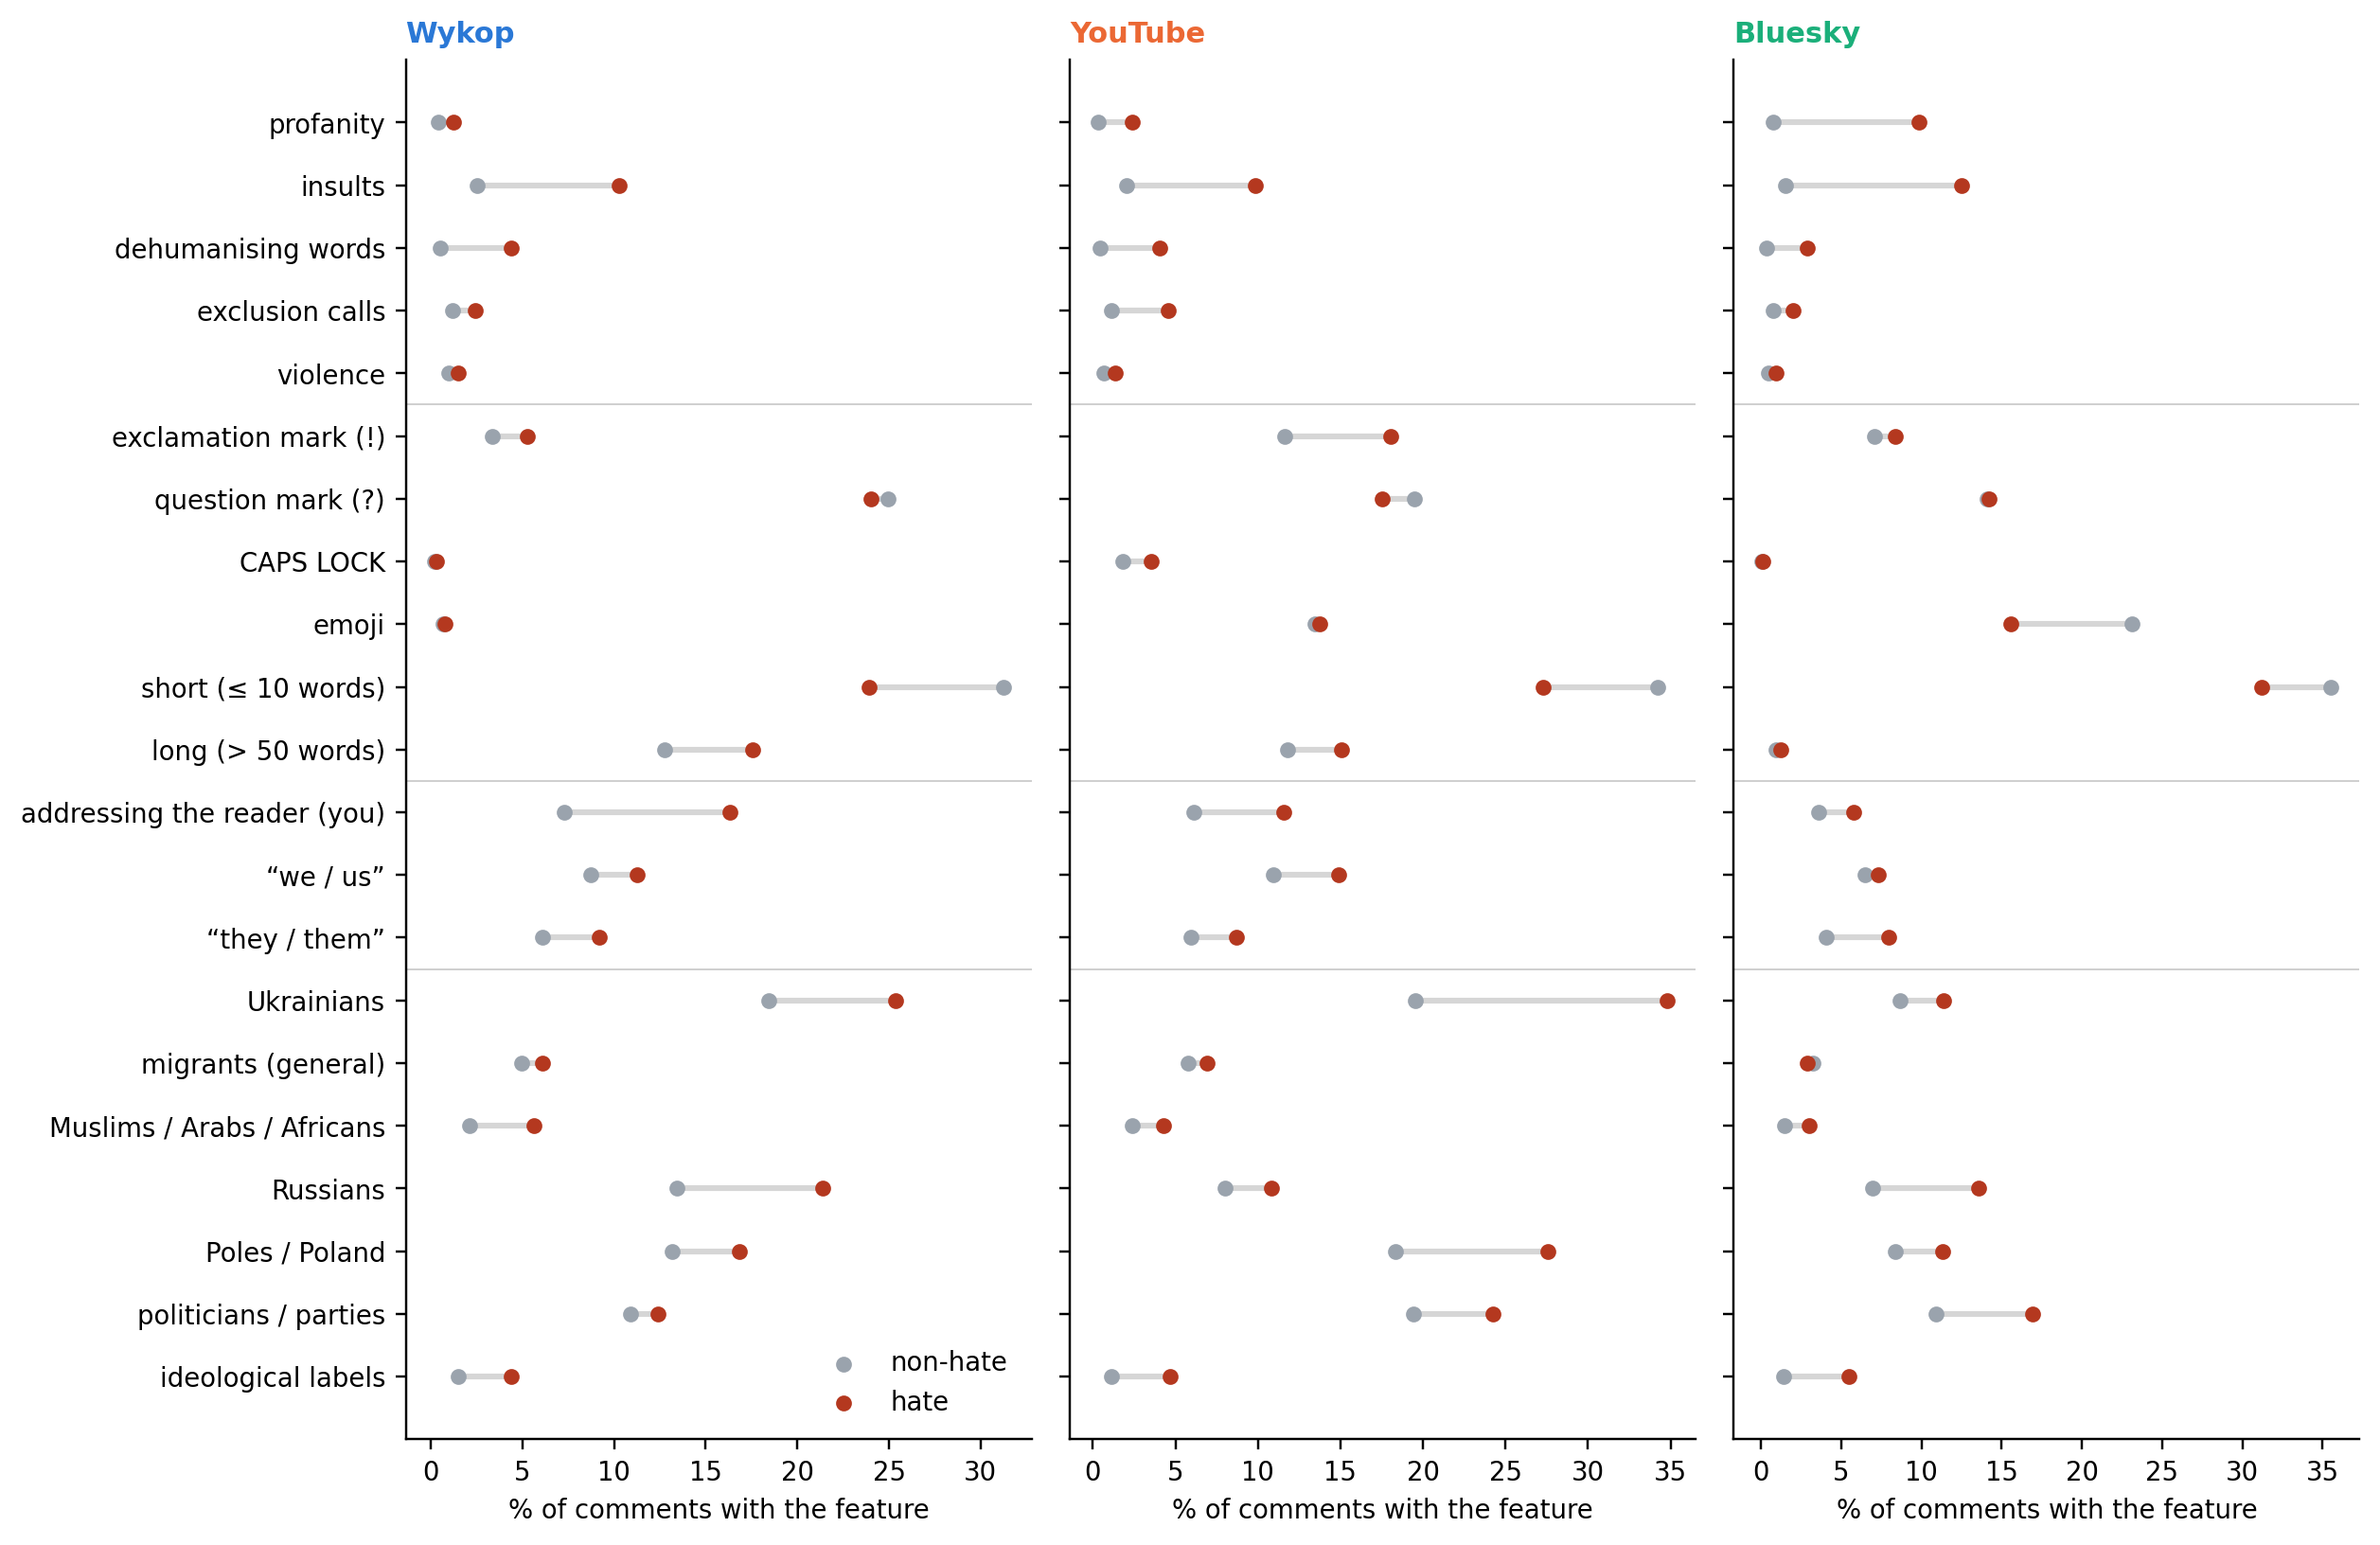 Wykop
YouTube
Bluesky
profanity
insults
dehumanising words
exclusion calls
violence
exclamation mark (!)
question mark (?)
CAPS LOCK
emoji
short (≤ 10 words)
long (> 50 words)
addressing the reader (you)
“we / us”
“they / them”
Ukrainians
migrants (general)
Muslims / Arabs / Africans
Russians
Poles / Poland
politicians / parties
ideological labels
non-hate
hate
0 5 10 15 20 25 30
0 5 10 15 20 25 30 35
0 5 10 15 20 25 30 35
% of comments with the feature
% of comments with the feature
% of comments with the feature